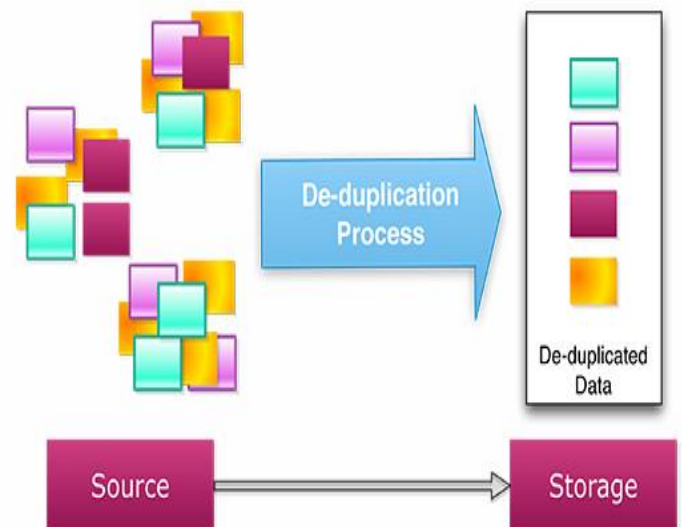 De-duplication
Process
De-duplicated
Data
Source
Storage